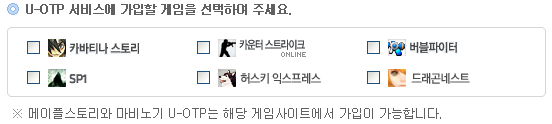 U-OTP 서비스에 가입할 게임을 선택하며 주세요.
카바티나 스토리 카운터 스트라이크 ONLINE 버블파이터
SP1 허스키 익스프레스 드래곤네스트
※ 메이플스토리와 마비노기 U-OTP는 해당 게임사이트에서 가입이 가능합니다.